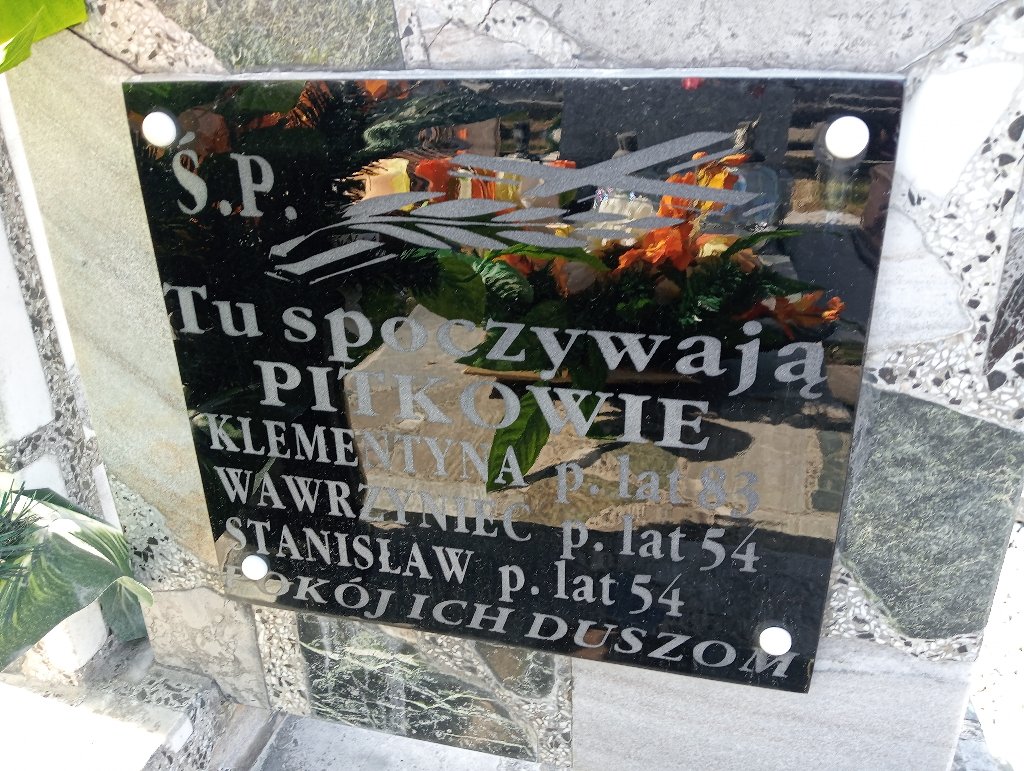 Ś.P.
Tu spoczywają
PITKOWIE
KLEMENTYNA p. lat 83
WAWRZYNIEC p. lat 54
STANISŁAW p. lat 54
POKÓJ ICH DUSZOM